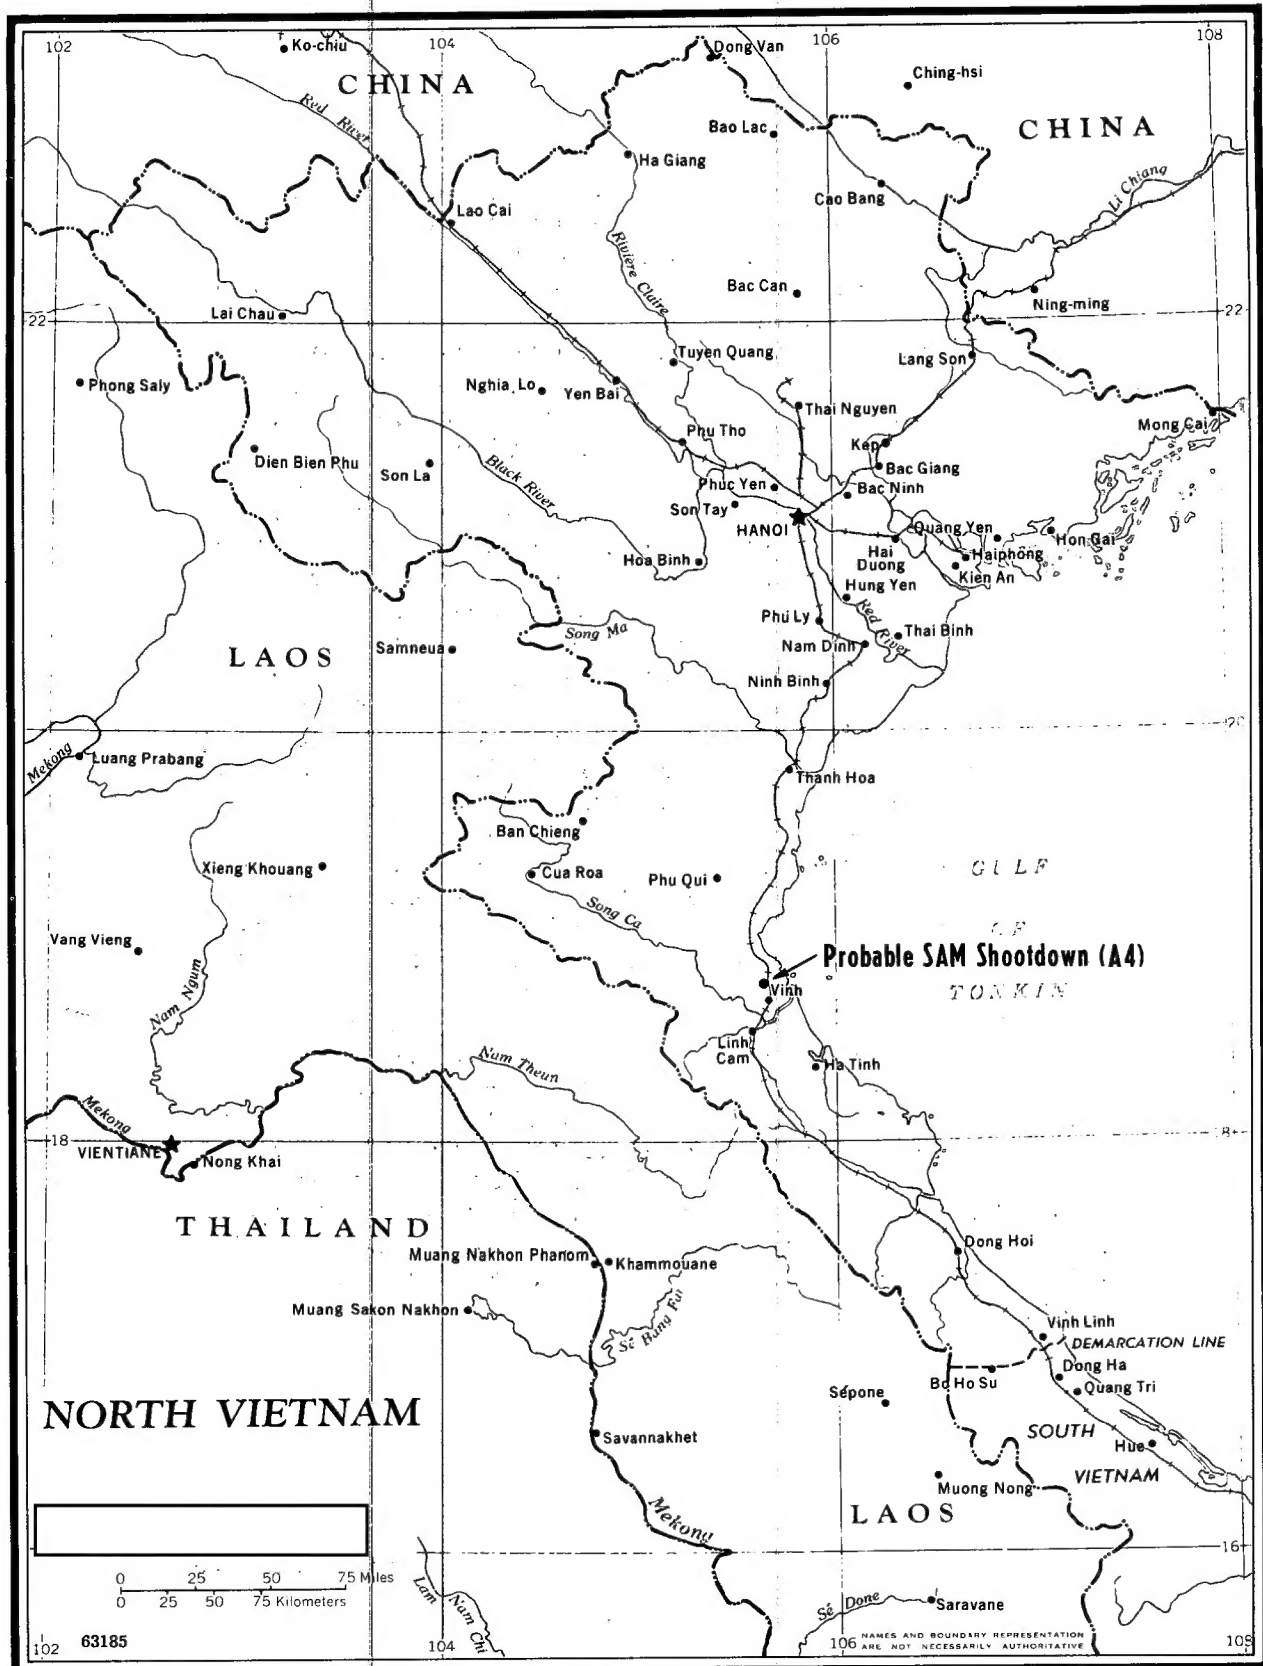 102
104
106
108
Ko-chiu
Dong Van
CHINA
Ching-hsi
Red River
Bao Lac
CHINA
Ha Giang
Li Chiang
Cao Bang
Lao Cai
Rivière Claire
Bac Can
Ning-ming
Lai Chau
22
22
Tuyen Quang
Lang Son
Phong Saly
Nghia Lo
Yen Bai
Thai Nguyen
Mong Cai
Phu Tho
Kep
Dien Bien Phu
Son La
Black River
Bac Giang
Phuc Yen
Bac Ninh
Son Tay
HANOI
Quang Yen
Hon Gai
Hoa Binh
Hai
Duong
Haiphong
Kien An
Hung Yen
Phu Ly
Red River
Thai Binh
Song Ma
Nam Dinh
LAOS
Samneua
Ninh Binh
20
Mekong
Luang Prabang
Thanh Hoa
Ban Chieng
Xieng Khouang
Cua Roa
Phu Qui
GULF
Song Ca
OF
Vang Vieng
Probable SAM Shootdown (A4)
Nam Ngum
Vinh
TONKIN
Linh
Cam
Nam Theun
Ha Tinh
Mekong
18
8
VIENTIANE
Nong Khai
THAILAND
Dong Hoi
Muang Nakhon Phanom
Khammouane
Muang Sakon Nakhon
Sé Bang Fai
Vinh Linh
DEMARCATION LINE
Dong Ha
Bo Ho Su
Quang Tri
Sépone
NORTH VIETNAM
SOUTH
Savannakhet
Hue
Muong Nong
VIETNAM
Mekong
LAOS
16
0 25 50 75 Miles
0 25 50 75 Kilometers
Lam
Nam Chi
Sé Done
Saravane
63185
102
104
106
NAMES AND BOUNDARY REPRESENTATION
ARE NOT NECESSARILY AUTHORITATIVE
108